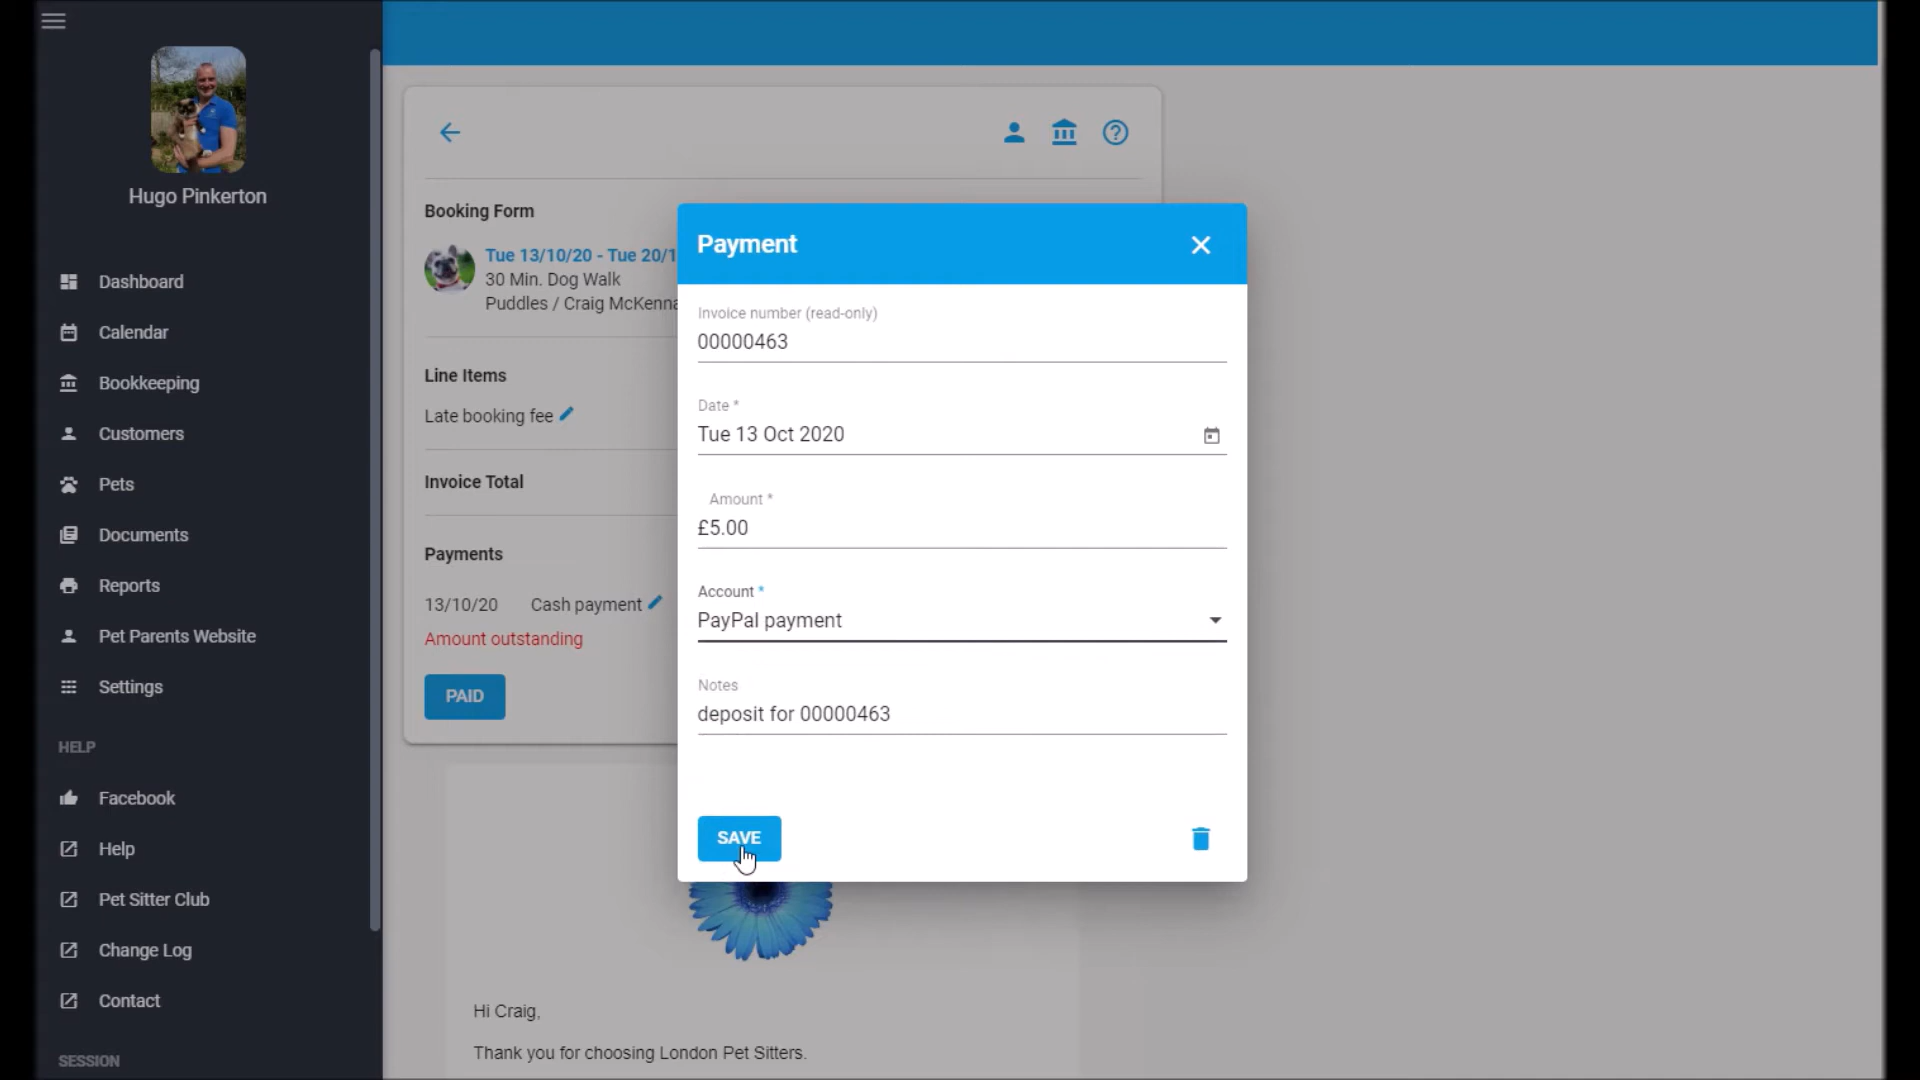 Hugo Pinkerton
Dashboard
Calendar
Bookkeeping
Customers
Pets
Documents
Reports
Pet Parents Website
Settings
HELP
Facebook
Help
Pet Sitter Club
Change Log
Contact
SESSION
Booking Form
Tue 13/10/20 - Tue 20/1
30 Min. Dog Walk
Puddles / Craig McKenna
Line Items
Late booking fee
Invoice Total
Payments
13/10/20 Cash payment
Amount outstanding
PAID
Payment
Invoice number (read-only)
00000463
Date *
Tue 13 Oct 2020
Amount *
£5.00
Account *
PayPal payment
Notes
deposit for 00000463
SAVE
Hi Craig,
Thank you for choosing London Pet Sitters.